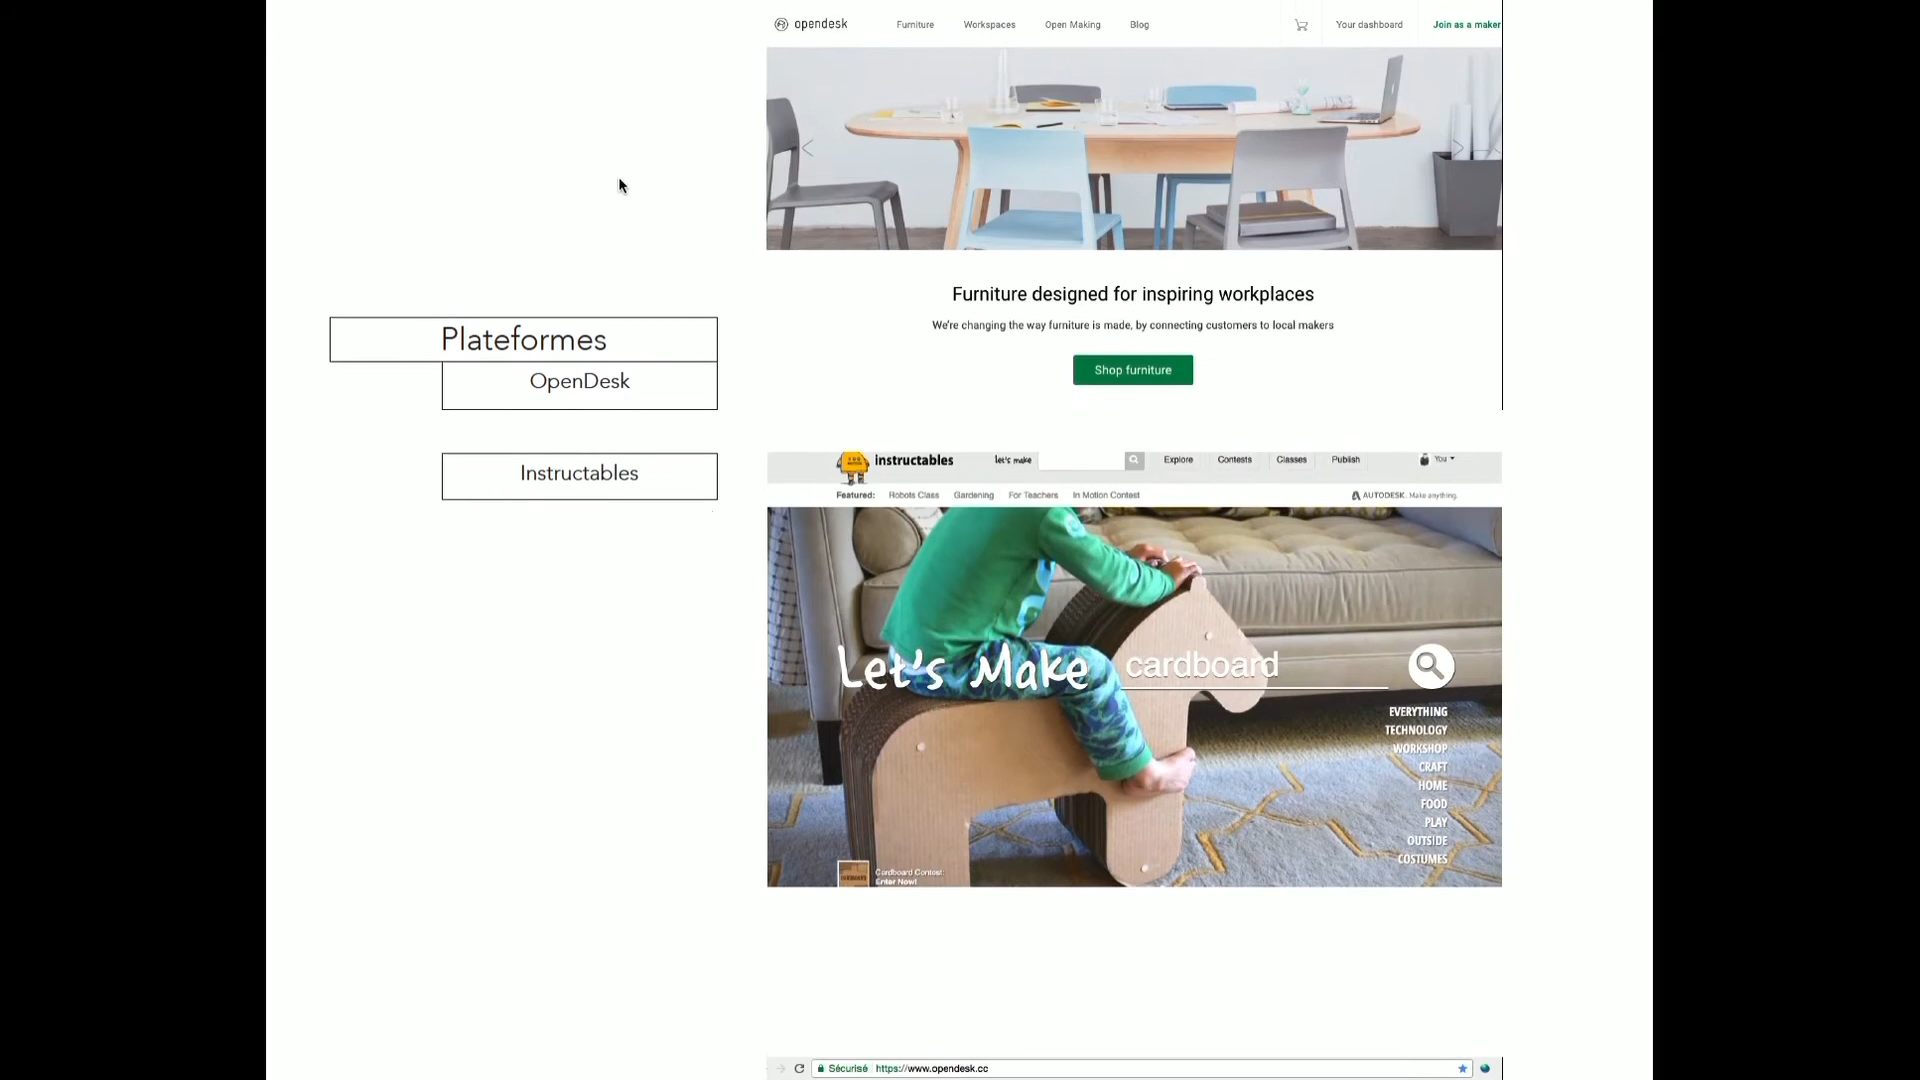 opendesk Furniture Workspaces Open Making Blog Your dashboard Join as a maker
Furniture designed for inspiring workplaces
We're changing the way furniture is made, by connecting customers to local makers
Shop furniture
Plateformes
OpenDesk
Instructables
instructables let's make Explore Contests Classes Publish You
Featured: Robots Class Gardening For Teachers In Motion Contest AUTODESK. Make anything.
Let's Make cardboard
EVERYTHING
TECHNOLOGY
WORKSHOP
CRAFT
HOME
FOOD
PLAY
OUTSIDE
COSTUMES
Cardboard Contest:
Enter Now!
Sécurisé https://www.opendesk.cc